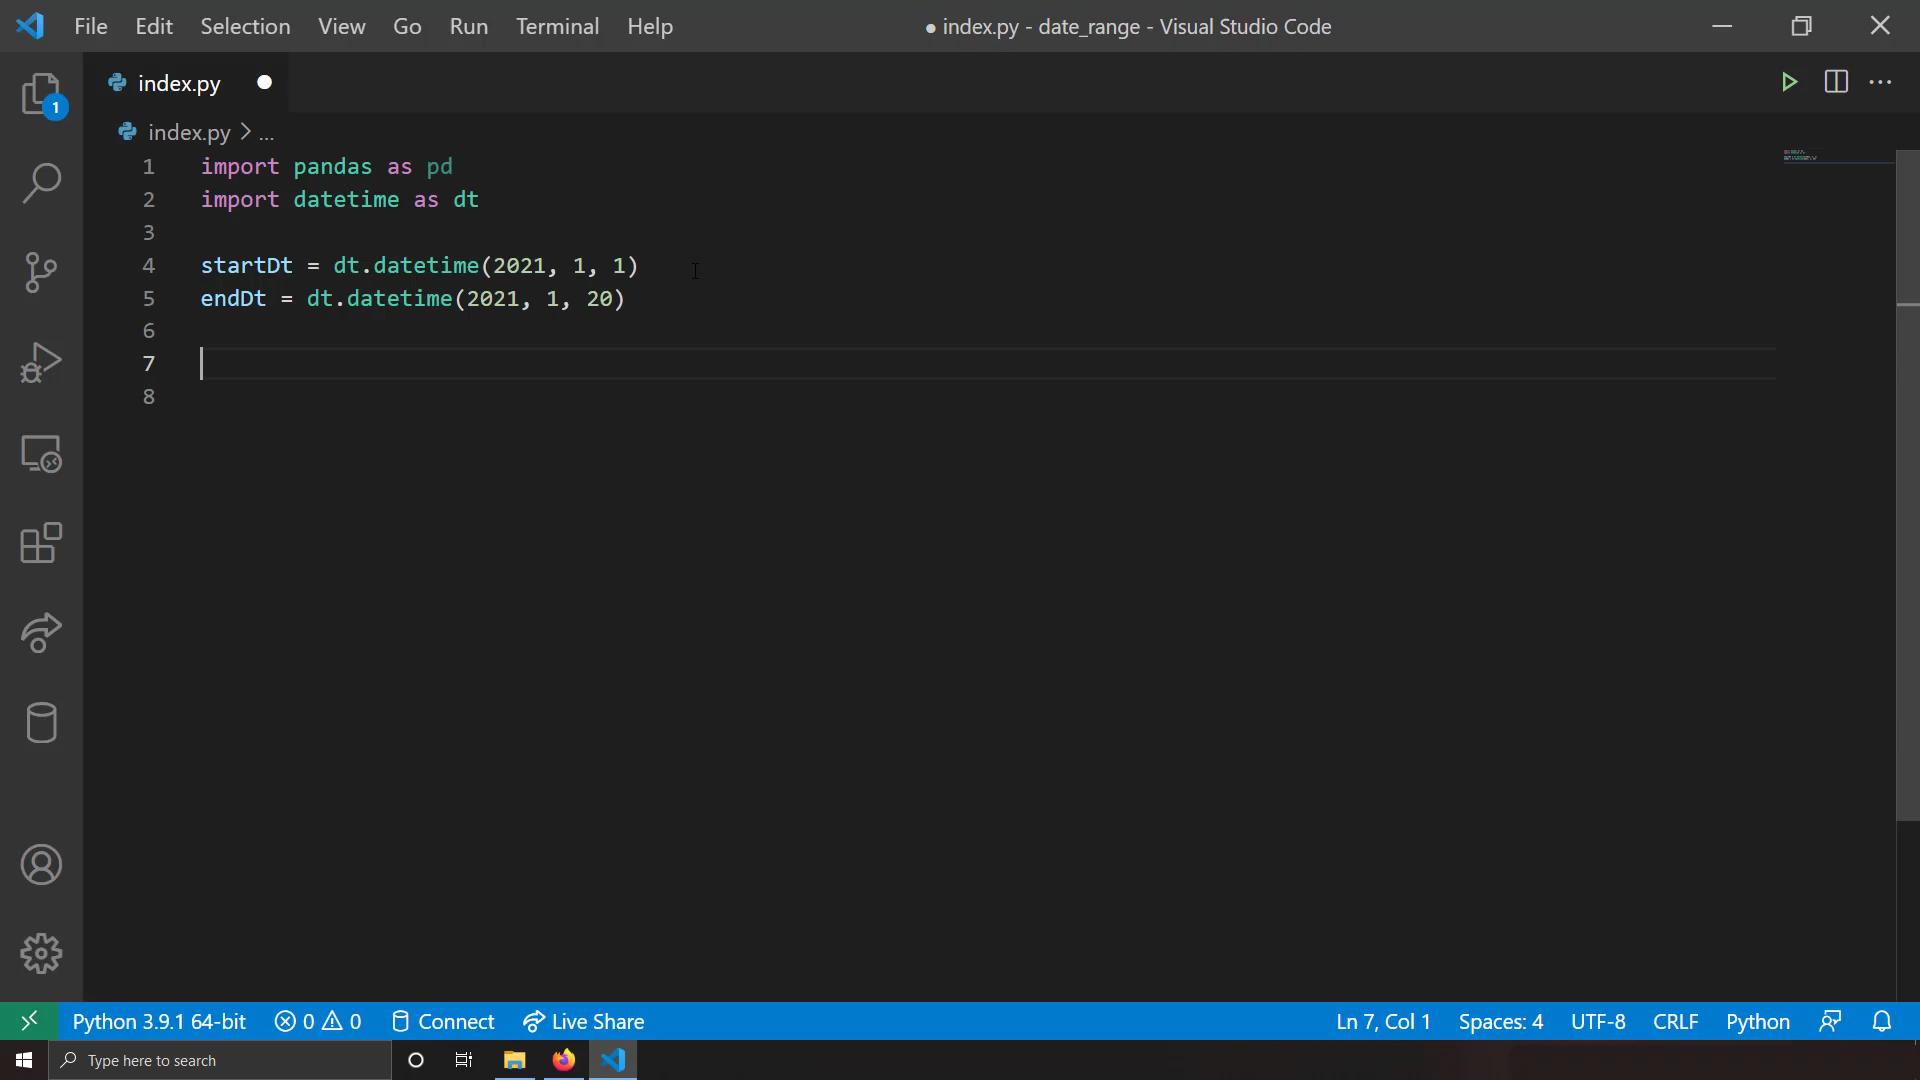 File Edit Selection View Go Run Terminal Help ● index.py - date_range - Visual Studio Code
index.py
1
index.py > ...
1 import pandas as pd
2 import datetime as dt
3
4 startDt = dt.datetime(2021, 1, 1)
5 endDt = dt.datetime(2021, 1, 20)
6
7
8
Python 3.9.1 64-bit 0 0 Connect Live Share Ln 7, Col 1 Spaces: 4 UTF-8 CRLF Python
Type here to search